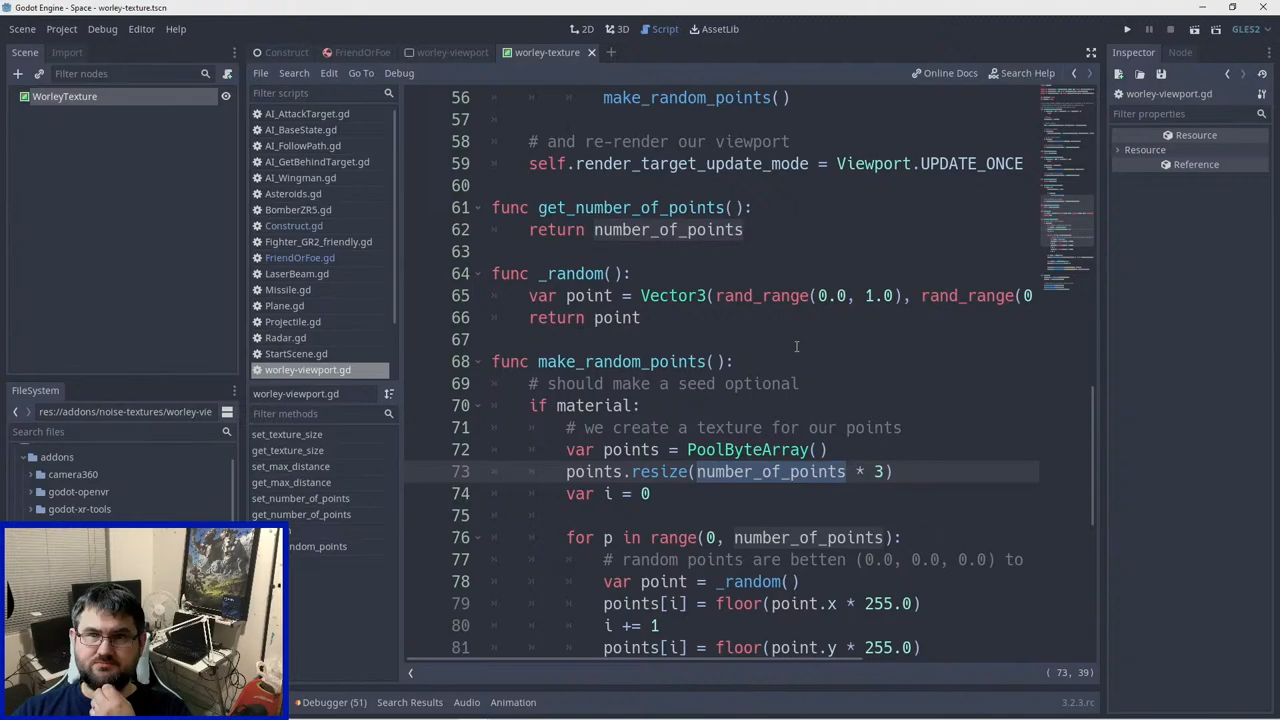 Godot Engine - Space - worley-texture.tscn
Scene Project Debug Editor Help
2D 3D Script AssetLib
GLES2
Scene Import
Filter nodes
WorleyTexture
Construct FriendOrFoe worley-viewport worley-texture
File Search Edit Go To Debug
Online Docs Search Help
Filter scripts
AI_AttackTarget.gd
AI_BaseState.gd
AI_FollowPath.gd
AI_GetBehindTarget.gd
AI_Wingman.gd
Asteroids.gd
BomberZR5.gd
Construct.gd
Fighter_GR2_friendly.gd
FriendOrFoe.gd
LaserBeam.gd
Missile.gd
Plane.gd
Projectile.gd
Radar.gd
StartScene.gd
worley-viewport.gd
worley-viewport.gd
Filter methods
set_texture_size
get_texture_size
set_max_distance
get_max_distance
set_number_of_points
get_number_of_points
56 make_random_points()
57
58 # and re-render our viewport
59 self.render_target_update_mode = Viewport.UPDATE_ONCE
60
61 func get_number_of_points():
62 return number_of_points
63
64 func _random():
65 var point = Vector3(rand_range(0.0, 1.0), rand_range(0
66 return point
67
68 func make_random_points():
69 # should make a seed optional
70 if material:
71 # we create a texture for our points
72 var points = PoolByteArray()
73 points.resize(number_of_points * 3)
74 var i = 0
75
76 for p in range(0, number_of_points):
77 # random points are betten (0.0, 0.0, 0.0) to
78 var point = _random()
79 points[i] = floor(point.x * 255.0)
80 i += 1
81 points[i] = floor(point.y * 255.0)
( 73, 39)
Inspector Node
worley-viewport.gd
Filter properties
Resource
Resource
Reference
FileSystem
res://addons/noise-textures/worley-vie
Search files
addons
camera360
godot-openvr
godot-xr-tools
Debugger (51) Search Results Audio Animation
3.2.3.rc